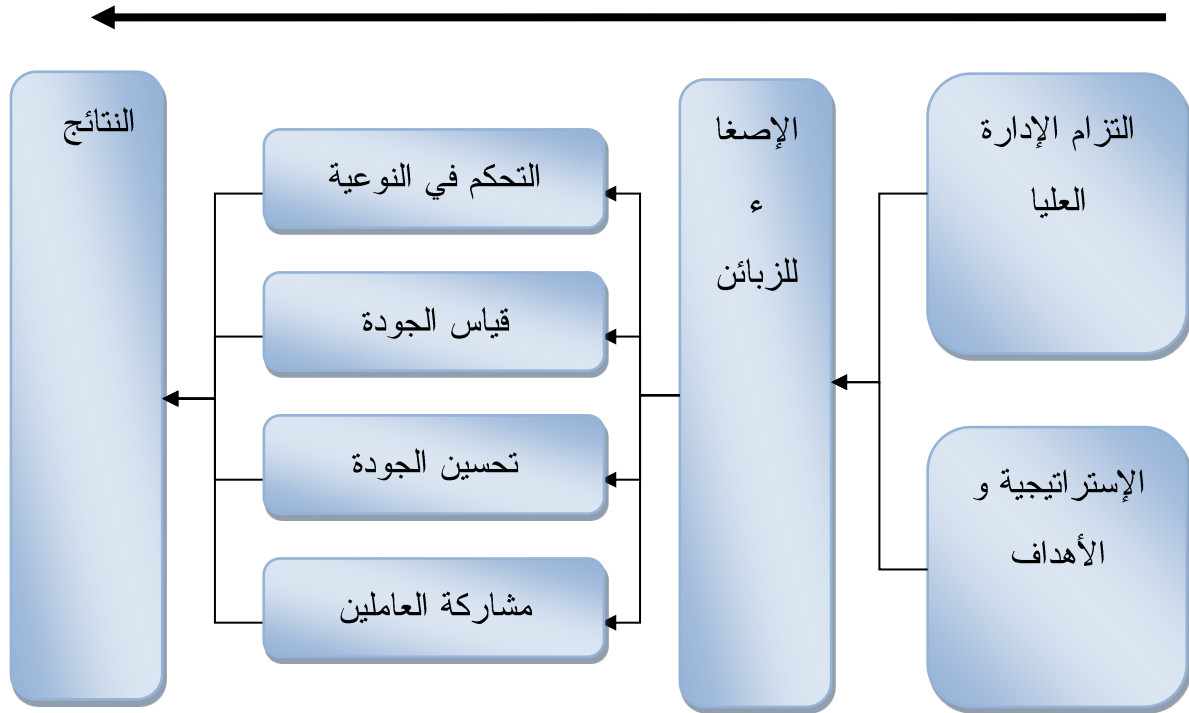 التزام الإدارة
العليا
الإستراتيجية و
الأهداف
الإصغا
ء
للزبائن
التحكم في النوعية
قياس الجودة
تحسين الجودة
مشاركة العاملين
النتائج